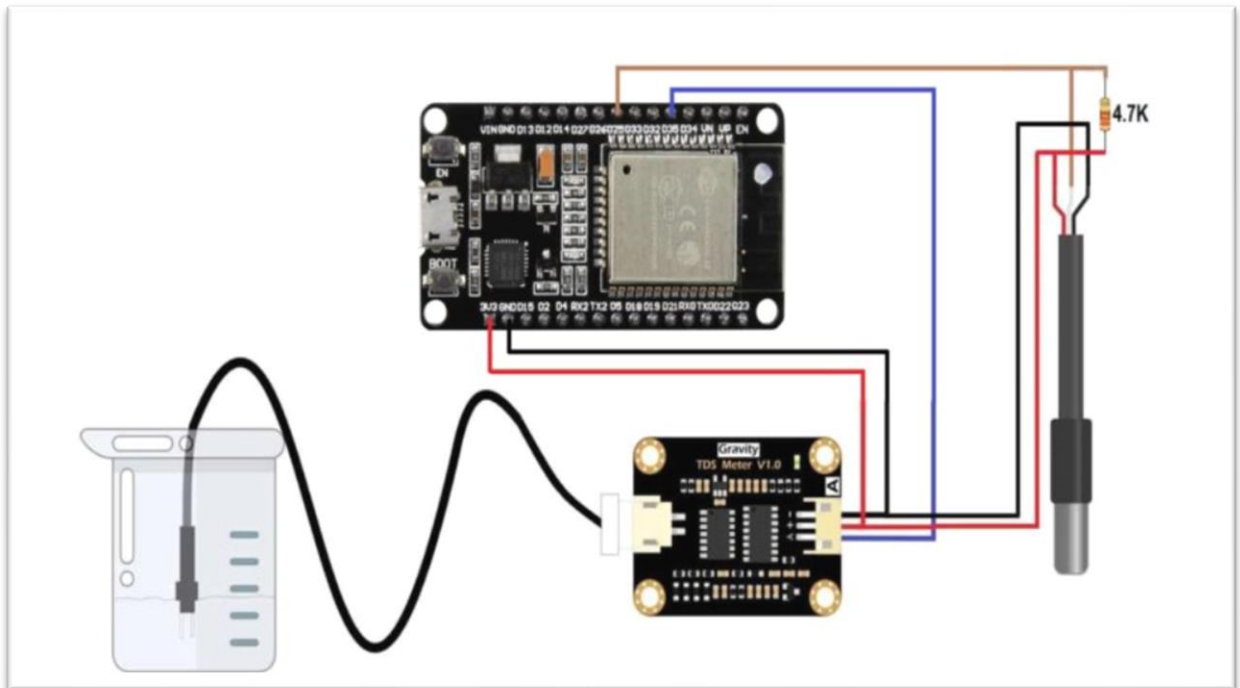 4.7K
VIN GND D13 D12 D14 D27 D26 D25 D33 D32 D35 D34 VN VP EN
EN
BOOT
3V3 GND D15 D2 D4 RX2 TX2 D5 D18 D19 D21 RX0 TX0 D22 D23
Gravity
TDS Meter V1.0
A
- + A